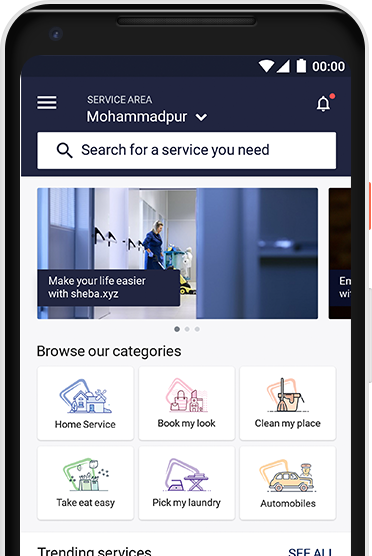 00:00
SERVICE AREA
Mohammadpur
Search for a service you need
Make your life easier
with sheba.xyz
Browse our categories
Home Service
Book my look
Clean my place
Take eat easy
Pick my laundry
Automobiles
Trending services
SEE ALL